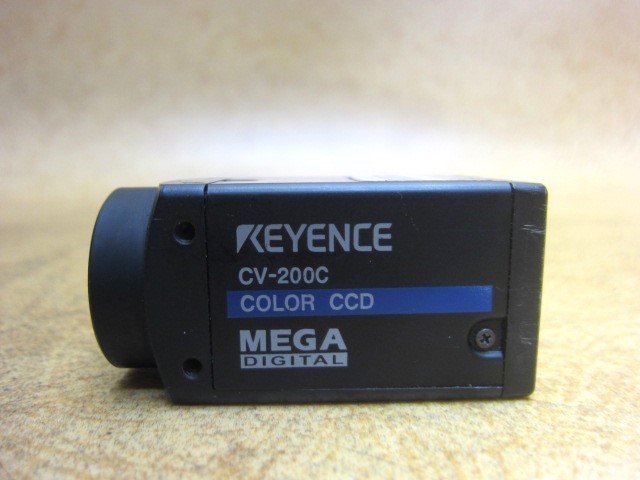 KEYENCE
CV-200C
COLOR CCD
MEGA
DIGITAL